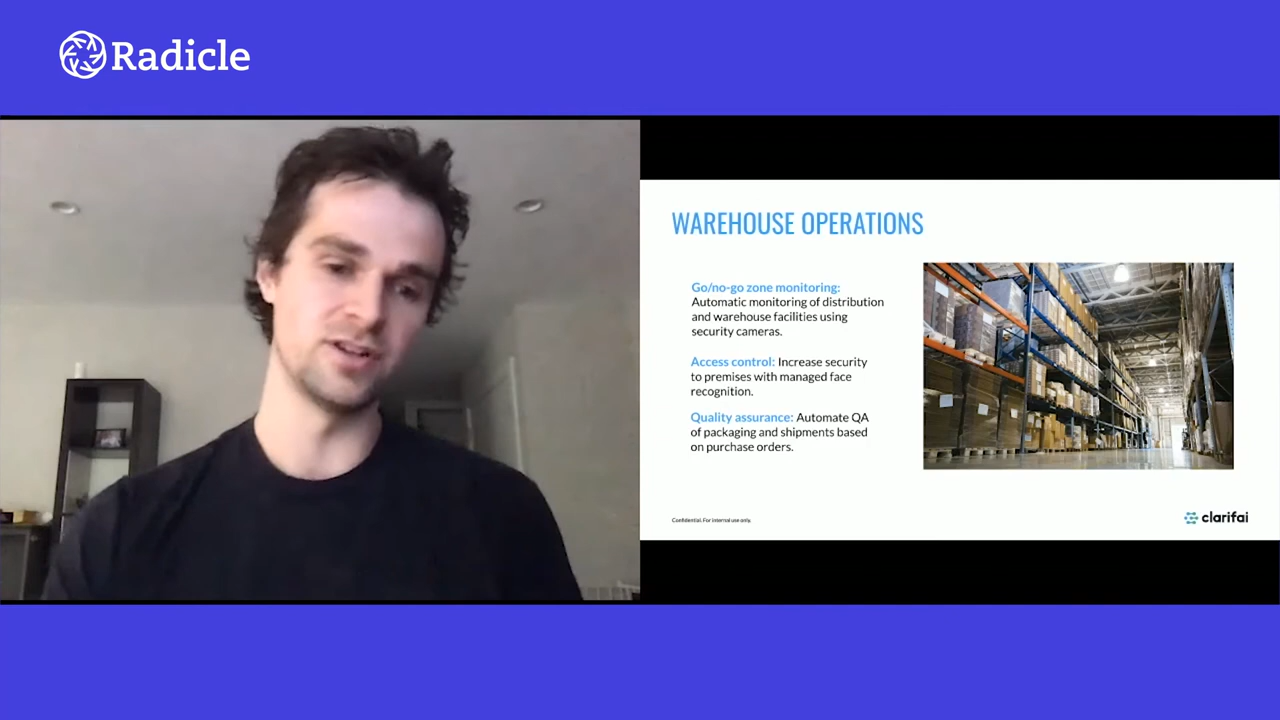 Radicle
WAREHOUSE OPERATIONS
Go/no-go zone monitoring:
Automatic monitoring of distribution
and warehouse facilities using
security cameras.
Access control: Increase security
to premises with managed face
recognition.
Quality assurance: Automate QA
of packaging and shipments based
on purchase orders.
Confidential. For internal use only.
clarifai